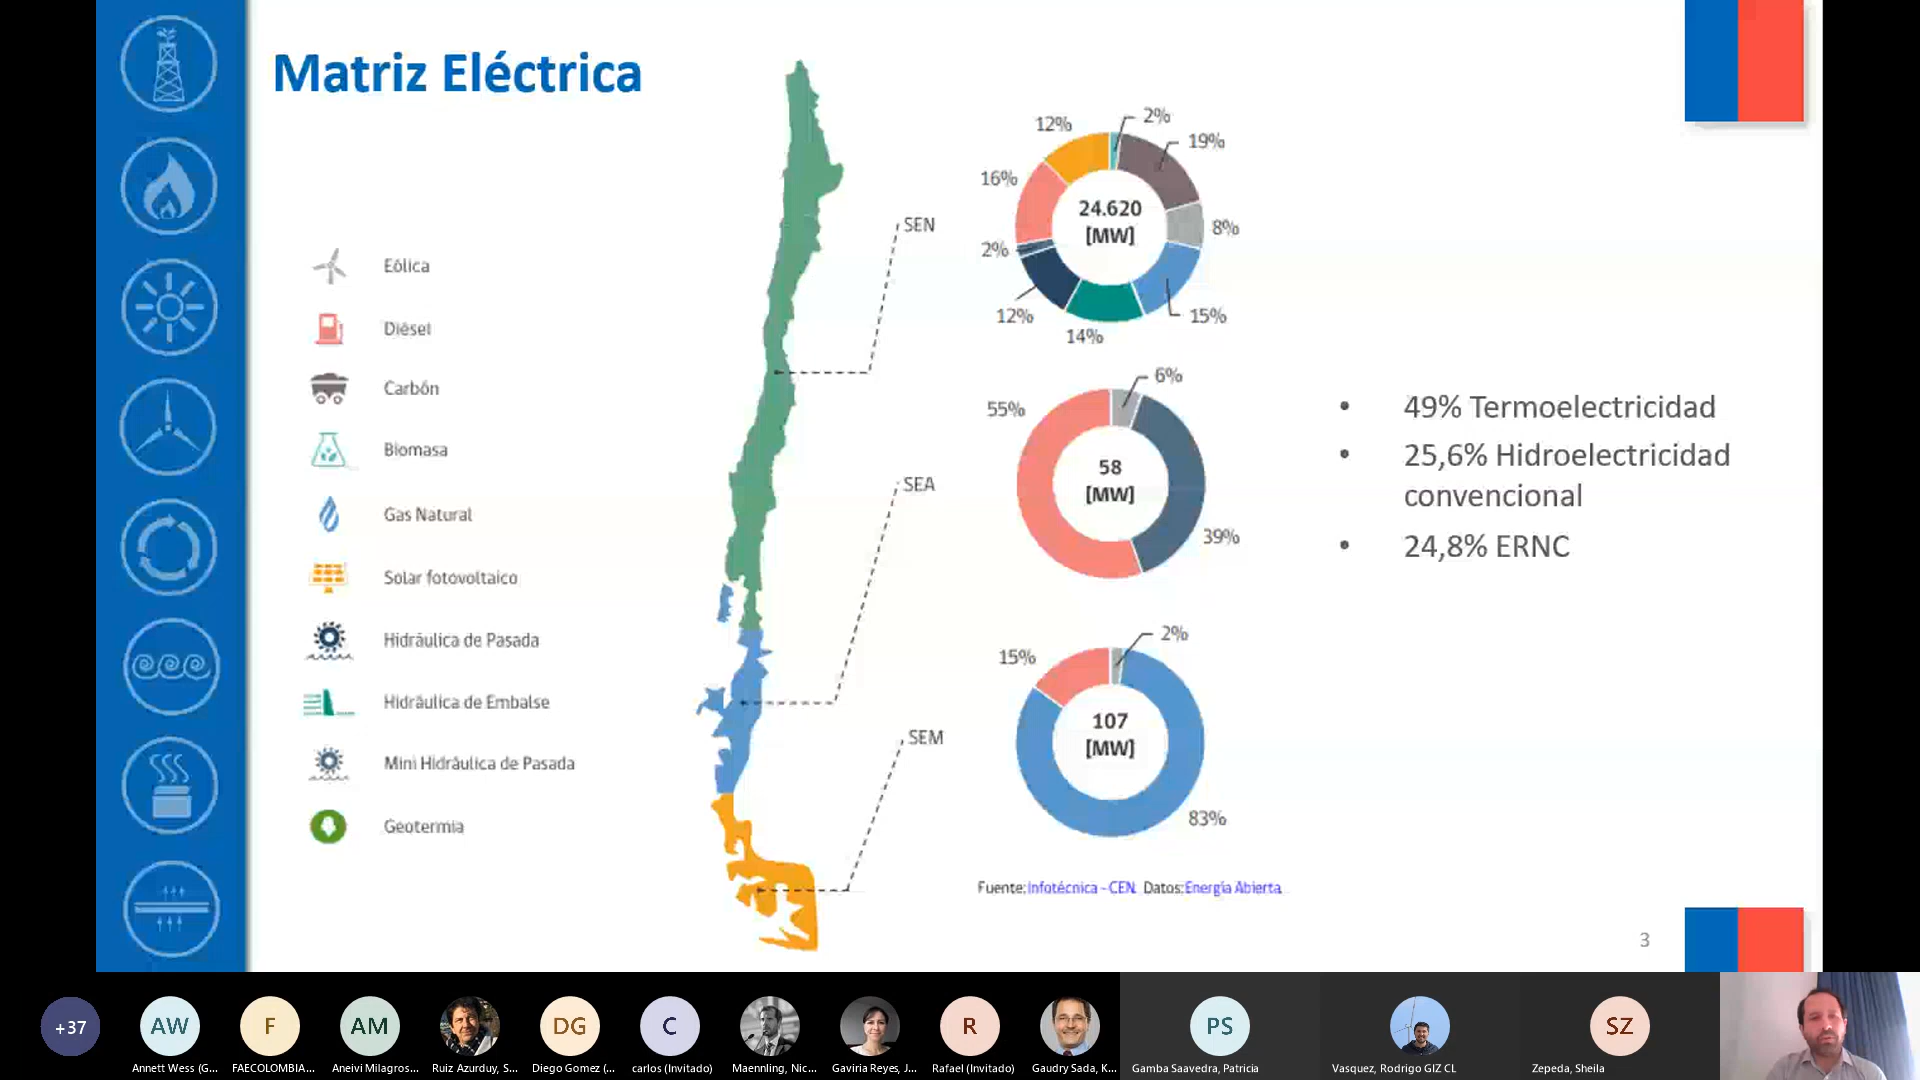 Matriz Eléctrica
Eólica
Diésel
Carbón
Biomasa
Gas Natural
Solar fotovoltaico
Hidráulica de Pasada
Hidráulica de Embalse
Mini Hidráulica de Pasada
Geotermia
SEN
SEA
SEM
2%
12%
19%
16%
24.620
[MW]
8%
2%
12%
15%
14%
6%
55%
58
[MW]
39%
2%
15%
107
[MW]
83%
• 49% Termoelectricidad
• 25,6% Hidroelectricidad
convencional
• 24,8% ERNC
Fuente: Infotécnica - CEN. Datos: Energía Abierta.
3
+37
AW
F
AM
DG
C
R
PS
SZ
Annett Wess (G...
FAECOLOMBIA...
Aneivi Milagros...
Ruiz Azurduy, S...
Diego Gomez (...
carlos (Invitado)
Maennling, Nic...
Gaviria Reyes, J...
Rafael (Invitado)
Gaudry Sada, K...
Gamba Saavedra, Patricia
Vasquez, Rodrigo GIZ CL
Zepeda, Sheila